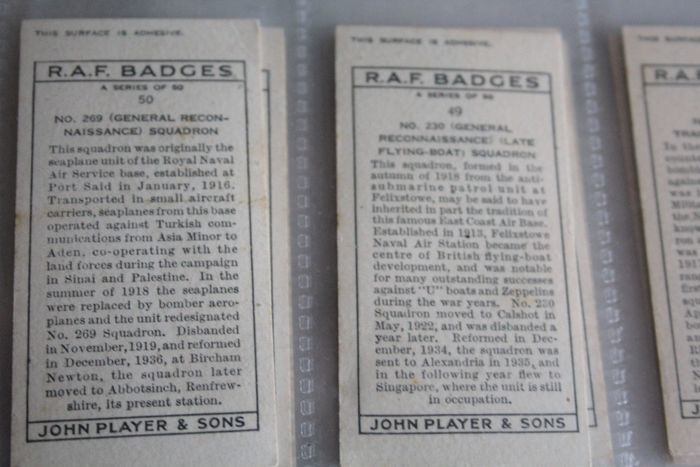 THIS SURFACE IS ADHESIVE.
R.A.F. BADGES
A SERIES OF 50
50
NO. 269 (GENERAL RECON-
NAISSANCE) SQUADRON
This squadron was originally the
seaplane unit of the Royal Naval
Air Service base, established at
Port Said in January, 1916.
Transported in small aircraft
carriers, seaplanes from this base
operated against Turkish com-
munications from Asia Minor to
Aden, co-operating with the
land forces during the campaign
in Sinai and Palestine. In the
summer of 1918 the seaplanes
were replaced by bomber aero-
planes and the unit redesignated
No. 269 Squadron. Disbanded
in November, 1919, and reformed
in December, 1936, at Bircham
Newton, the squadron later
moved to Abbotsinch, Renfrew-
shire, its present station.
JOHN PLAYER & SONS
THIS SURFACE IS ADHESIVE.
R.A.F. BADGES
A SERIES OF 50
49
NO. 230 (GENERAL
RECONNAISSANCE) (LATE
FLYING-BOAT) SQUADRON
This squadron, formed in the
autumn of 1918 from the anti-
submarine patrol unit at
Felixstowe, may be said to have
inherited in part the tradition of
this famous East Coast Air Base.
Established in 1913, Felixstowe
Naval Air Station became the
centre of British flying-boat
development, and was notable
for many outstanding successes
against "U" boats and Zeppelins
during the war years. No. 230
Squadron moved to Calshot in
May, 1922, and was disbanded a
year later. Reformed in Dec-
ember, 1934, the squadron was
sent to Alexandria in 1935, and
in the following year flew to
Singapore, where the unit is still
in occupation.
JOHN PLAYER & SONS
THIS SURFACE IS
R.A.
In the
JOHN